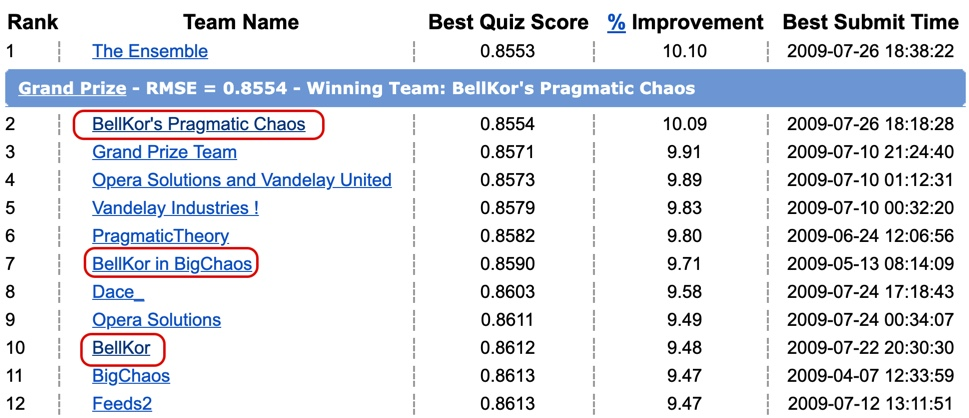 Rank Team Name Best Quiz Score % Improvement Best Submit Time
1 The Ensemble 0.8553 10.10 2009-07-26 18:38:22
Grand Prize - RMSE = 0.8554 - Winning Team: BellKor's Pragmatic Chaos
2 BellKor's Pragmatic Chaos 0.8554 10.09 2009-07-26 18:18:28
3 Grand Prize Team 0.8571 9.91 2009-07-10 21:24:40
4 Opera Solutions and Vandelay United 0.8573 9.89 2009-07-10 01:12:31
5 Vandelay Industries ! 0.8579 9.83 2009-07-10 00:32:20
6 PragmaticTheory 0.8582 9.80 2009-06-24 12:06:56
7 BellKor in BigChaos 0.8590 9.71 2009-05-13 08:14:09
8 Dace_ 0.8603 9.58 2009-07-24 17:18:43
9 Opera Solutions 0.8611 9.49 2009-07-24 00:34:07
10 BellKor 0.8612 9.48 2009-07-22 20:30:30
11 BigChaos 0.8613 9.47 2009-04-07 12:33:59
12 Feeds2 0.8613 9.47 2009-07-12 13:11:51